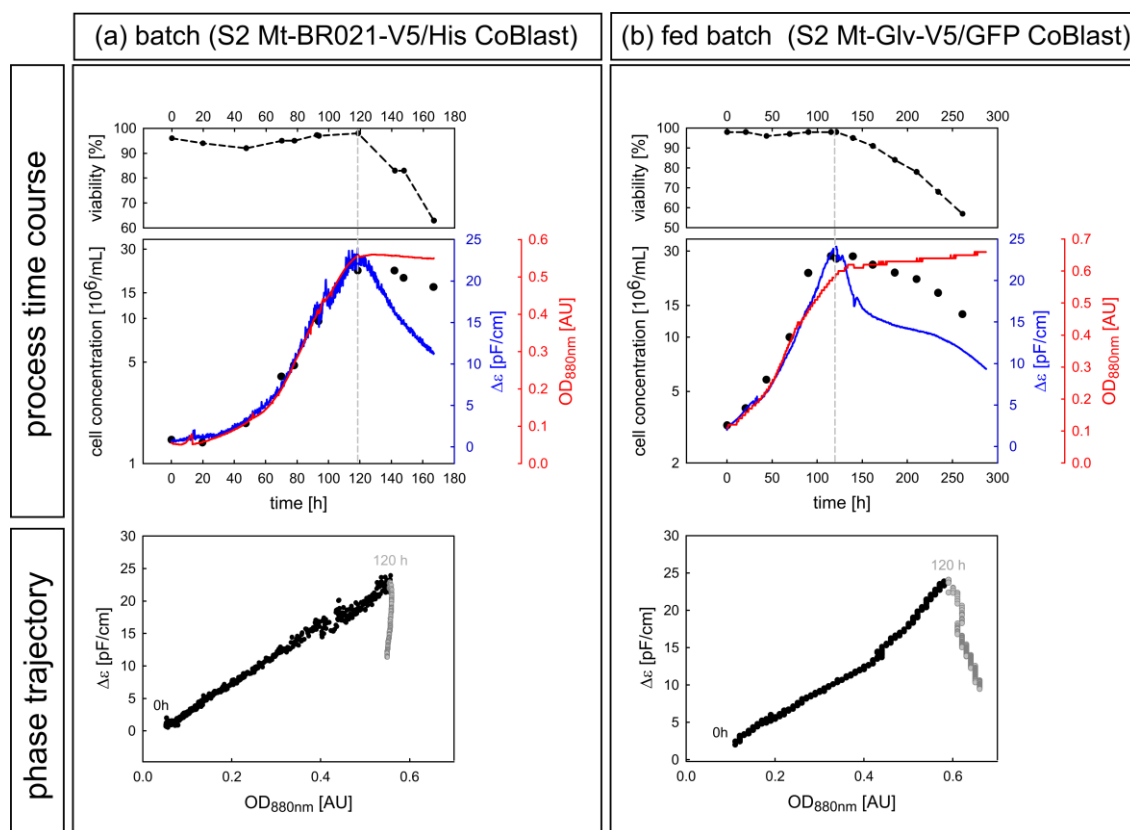 (a) batch (S2 Mt-BR021-V5/His CoBlast)
(b) fed batch (S2 Mt-Glv-V5/GFP CoBlast)
process time course
0 20 40 60 80 100 120 140 160 180
100
90
80
70
60
viability [%]
30
15
10
5
1
cell concentration [10⁶/mL]
25
20
15
10
5
0
Δε [pF/cm]
0.6
0.5
0.4
0.3
0.2
0.1
0.0
OD880nm [AU]
0 20 40 60 80 100 120 140 160 180
time [h]
0 50 100 150 200 250 300
100
90
80
70
60
50
viability [%]
30
15
10
5
2
cell concentration [10⁶/mL]
25
20
15
10
5
0
Δε [pF/cm]
0.7
0.6
0.5
0.4
0.3
0.2
0.1
0.0
OD880nm [AU]
0 50 100 150 200 250 300
time [h]
phase trajectory
30
25
20
15
10
5
0
Δε [pF/cm]
120 h
0h
0.0 0.2 0.4 0.6
OD880nm [AU]
30
25
20
15
10
5
0
Δε [pF/cm]
120 h
0h
0.0 0.2 0.4 0.6
OD880nm [AU]